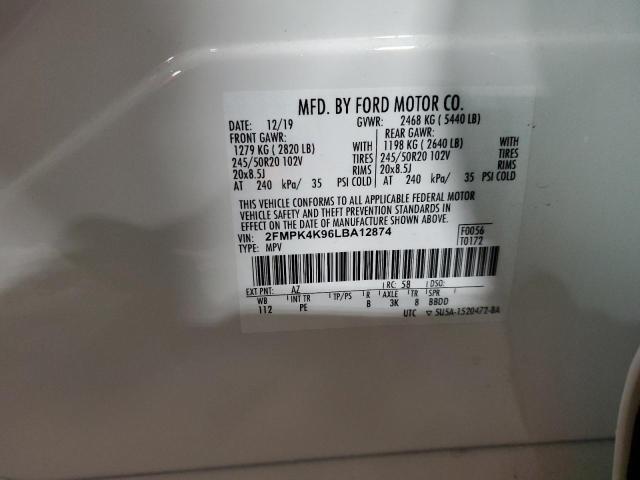 MFD. BY FORD MOTOR CO.
DATE: 12/19 GVWR: 2468 KG ( 5440 LB)
FRONT GAWR: REAR GAWR:
1279 KG ( 2820 LB) WITH 1198 KG ( 2640 LB) WITH
245/50R20 102V TIRES 245/50R20 102V TIRES
20x8.5J RIMS 20x8.5J RIMS
AT 240 kPa/ 35 PSI COLD AT 240 kPa/ 35 PSI COLD
THIS VEHICLE CONFORMS TO ALL APPLICABLE FEDERAL MOTOR
VEHICLE SAFETY AND THEFT PREVENTION STANDARDS IN
EFFECT ON THE DATE OF MANUFACTURE SHOWN ABOVE.
VIN: 2FMPK4K96LBA12874 F0056
TYPE: MPV T0172
EXT PNT: AZ RC: 58 DSO:
WB INT TR TP/PS R AXLE TR SPR
112 PE B 3K 8 BBDD
UTC ▽ 5U5A-1520472-BA